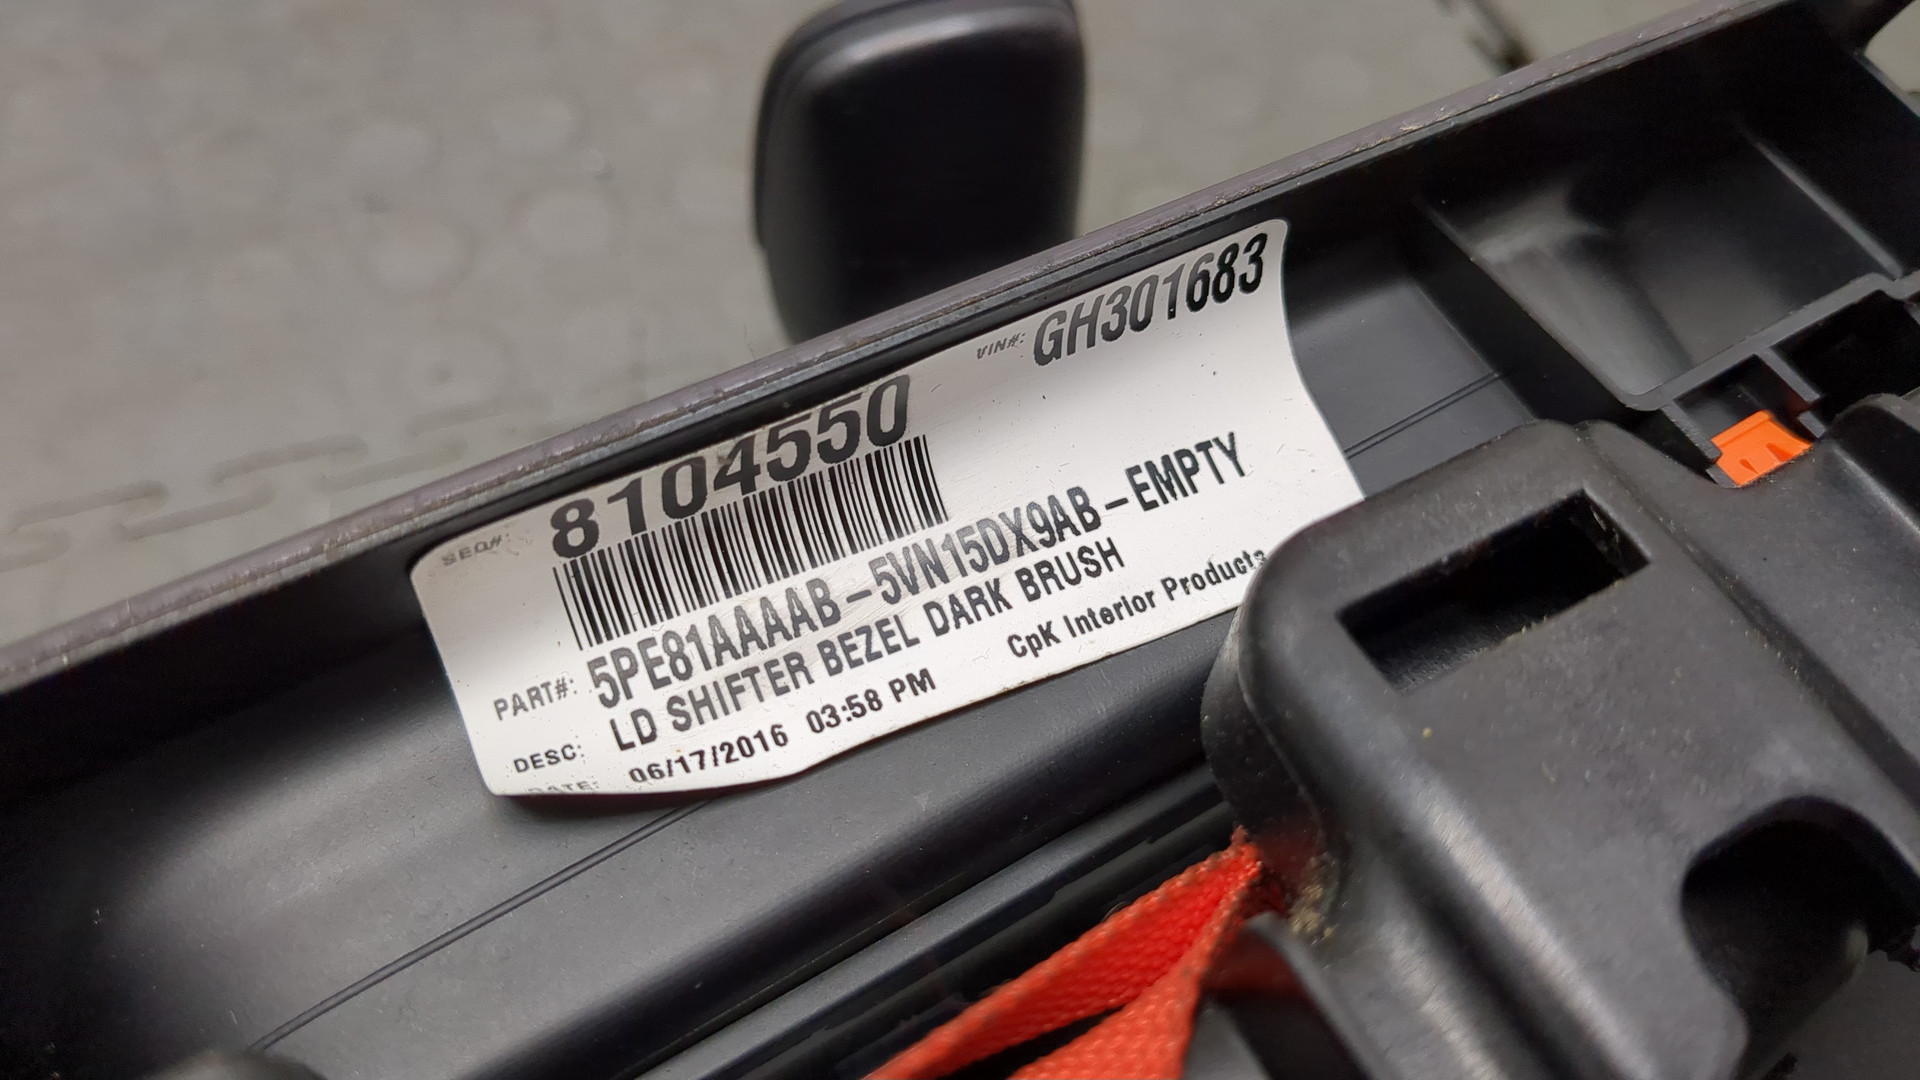 VIN#: GH301683
SEQ#: 8104550
PART#: 5PE81AAAAB-5VN15DX9AB-EMPTY
DESC: LD SHIFTER BEZEL DARK BRUSH
DATE: 06/17/2016 03:58 PM CpK Interior Products